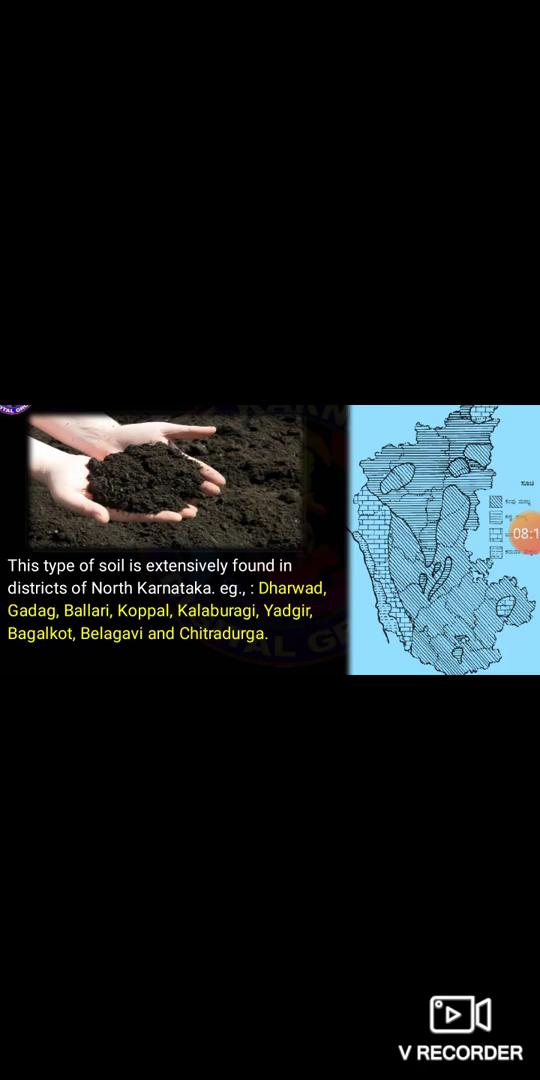 This type of soil is extensively found in
districts of North Karnataka. eg., : Dharwad,
Gadag, Ballari, Koppal, Kalaburagi, Yadgir,
Bagalkot, Belagavi and Chitradurga.
ಸೂಚಿ
ಕೆಂಪು ಮಣ್ಣು
08:1
V RECORDER